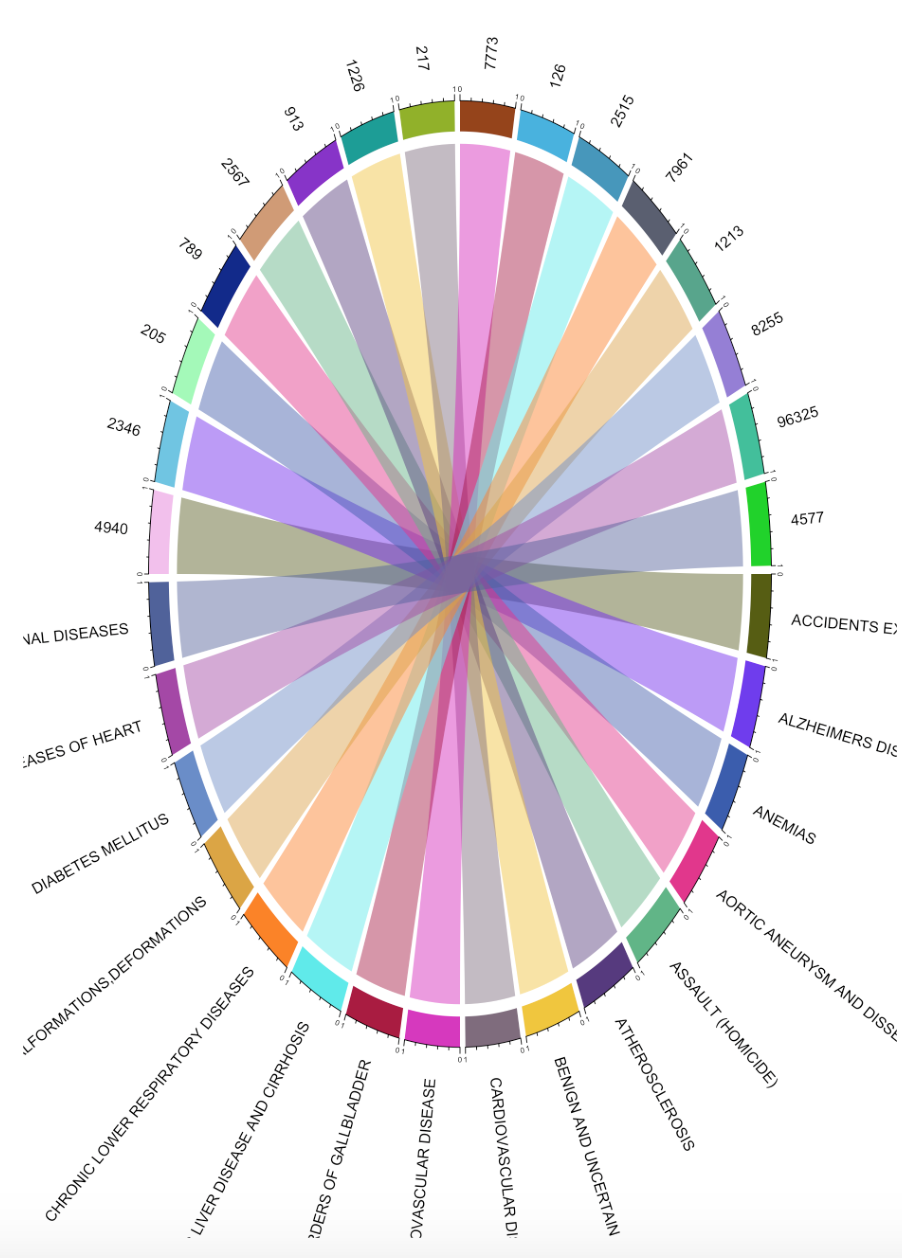 217
7773
1226
126
913
2515
2567
7961
789
1213
205
8255
2346
96325
4940
4577
NAL DISEASES
ACCIDENTS EX
EASES OF HEART
ALZHEIMERS DIS
DIABETES MELLITUS
ANEMIAS
LFORMATIONS,DEFORMATIONS
AORTIC ANEURYSM AND DISSE
CHRONIC LOWER RESPIRATORY DISEASES
ASSAULT (HOMICIDE)
LIVER DISEASE AND CIRRHOSIS
ATHEROSCLEROSIS
RDERS OF GALLBLADDER
BENIGN AND UNCERTAIN
OVASCULAR DISEASE
CARDIOVASCULAR DI